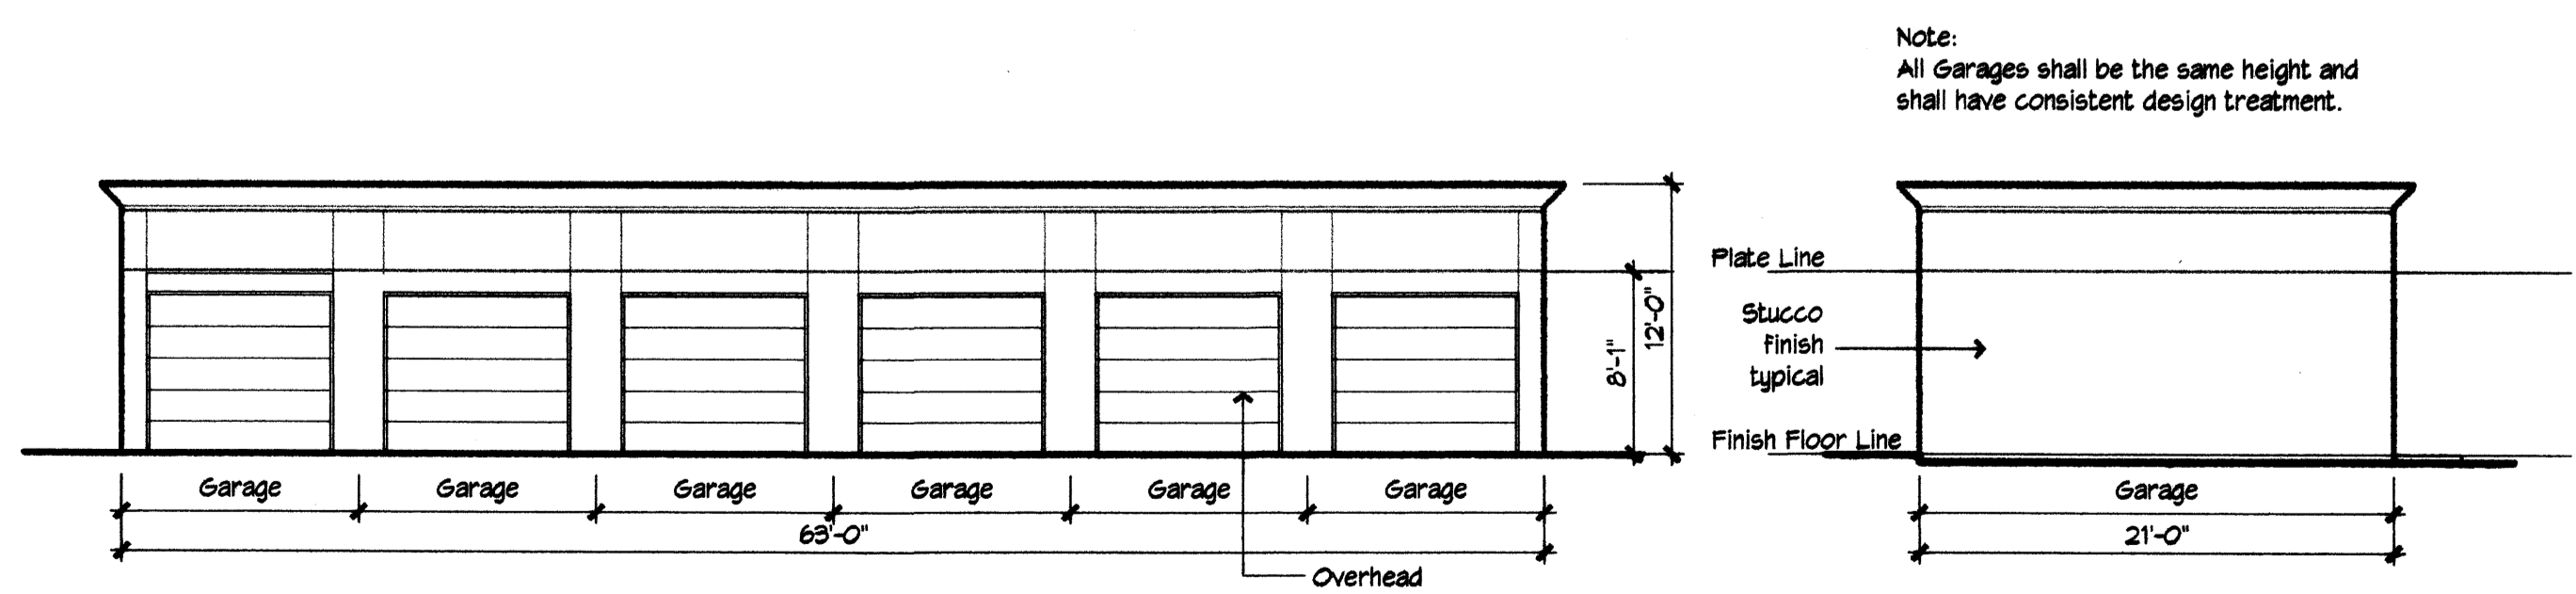 Note:
All Garages shall be the same height and
shall have consistent design treatment.
Plate Line
Stucco
finish
typical
Finish Floor Line
8'-1"
12'-0"
Garage
Garage
Garage
Garage
Garage
Garage
63'-0"
Overhead
Garage
21'-0"